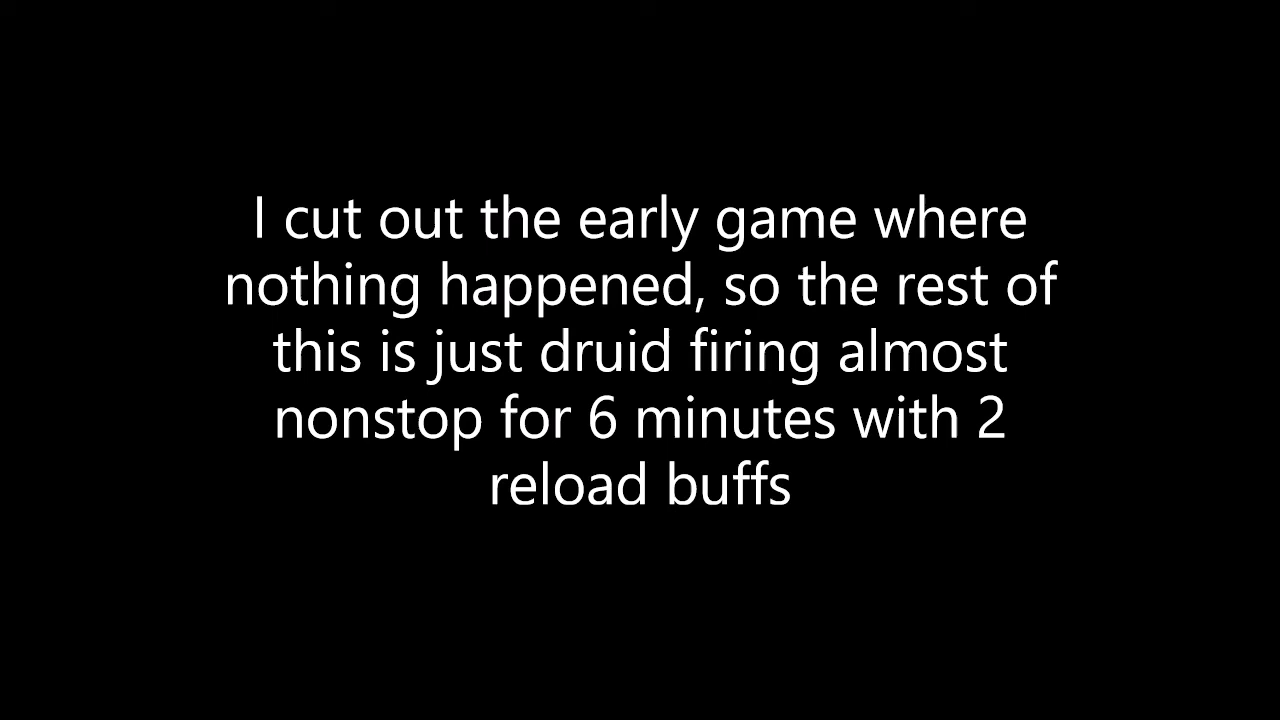 I cut out the early game where
nothing happened, so the rest of
this is just druid firing almost
nonstop for 6 minutes with 2
reload buffs